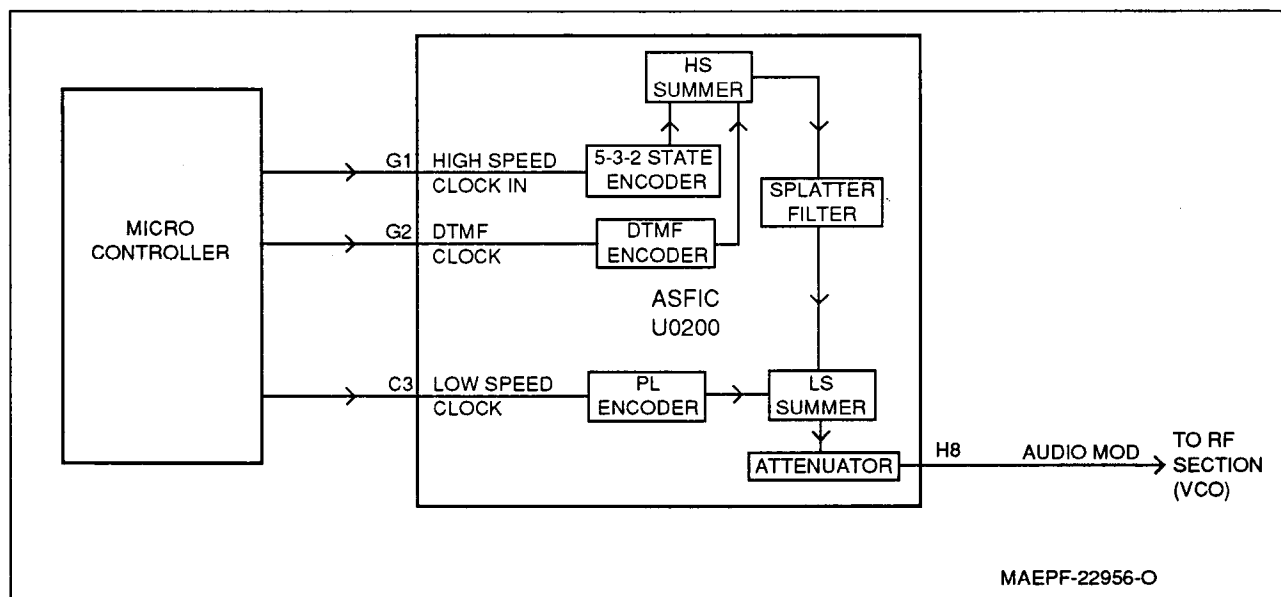 HS
SUMMER
MICRO
CONTROLLER
G1
HIGH SPEED
CLOCK IN
5-3-2 STATE
ENCODER
SPLATTER
FILTER
G2
DTMF
CLOCK
DTMF
ENCODER
ASFIC
U0200
C3
LOW SPEED
CLOCK
PL
ENCODER
LS
SUMMER
ATTENUATOR
H8
AUDIO MOD
TO RF
SECTION
(VCO)
MAEPF-22956-O